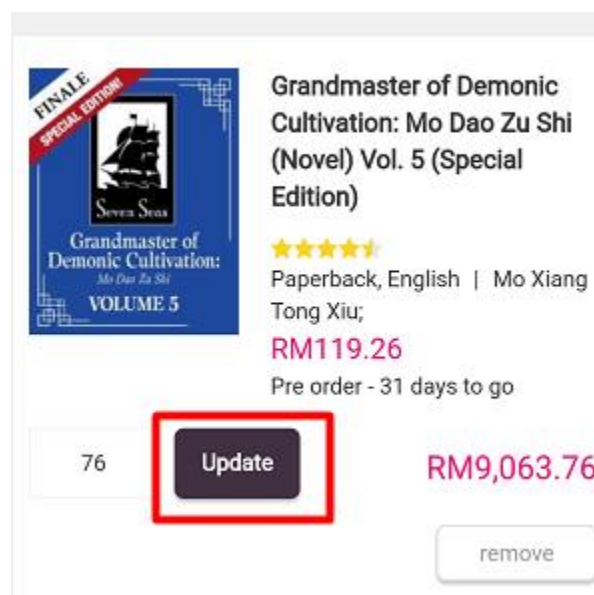 FINALE
SPECIAL EDITION!
SEVEN SEAS
Grandmaster of
Demonic Cultivation:
Mo Dao Zu Shi
VOLUME 5
Grandmaster of Demonic
Cultivation: Mo Dao Zu Shi
(Novel) Vol. 5 (Special
Edition)
Paperback, English | Mo Xiang
Tong Xiu;
RM119.26
Pre order - 31 days to go
76
Update
RM9,063.76
remove